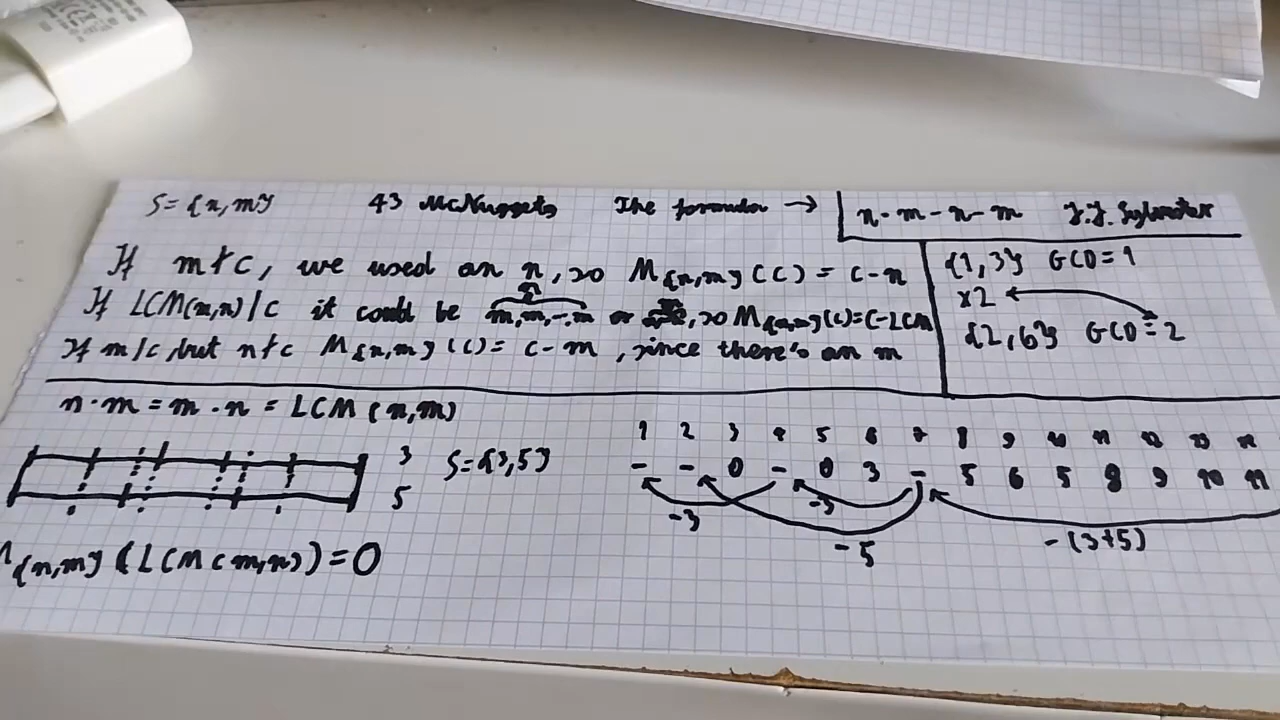 S={n,m} 43 McNuggets The formula → n·m-n-m J.J. Sylvester
If m∤c, we used an n, so M{n,m}(c)=c-n
If LCM(m,n)|c it could be m,m,...,m or , so M{n,m}(c)=c-LCM
If m|c, but n∤c M{n,m}(c)=c-m, since there's an m
{1,3} GCD=1
x2
{2,6} GCD=2
n·m=m·n=LCM(n,m)
3
5
S={3,5}
1 2 3 4 5 6 7 8 9 10 11 12 13 14
- - 0 - 0 3 - 5 6 5 8 9 10 11
-3 -3
-5
-(3+5)
{n,m}(LCM(m,n))=0